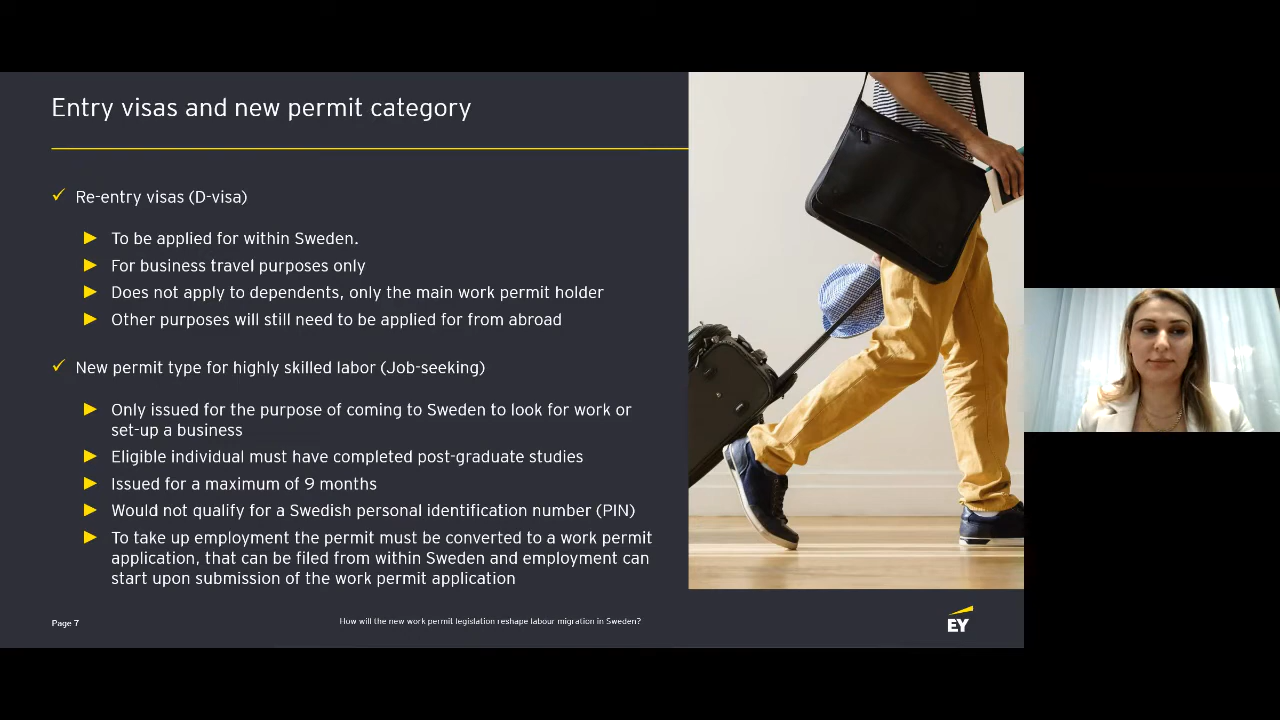 Entry visas and new permit category
Re-entry visas (D-visa)
To be applied for within Sweden.
For business travel purposes only
Does not apply to dependents, only the main work permit holder
Other purposes will still need to be applied for from abroad
New permit type for highly skilled labor (Job-seeking)
Only issued for the purpose of coming to Sweden to look for work or
set-up a business
Eligible individual must have completed post-graduate studies
Issued for a maximum of 9 months
Would not qualify for a Swedish personal identification number (PIN)
To take up employment the permit must be converted to a work permit
application, that can be filed from within Sweden and employment can
start upon submission of the work permit application
Page 7
How will the new work permit legislation reshape labour migration in Sweden?
EY